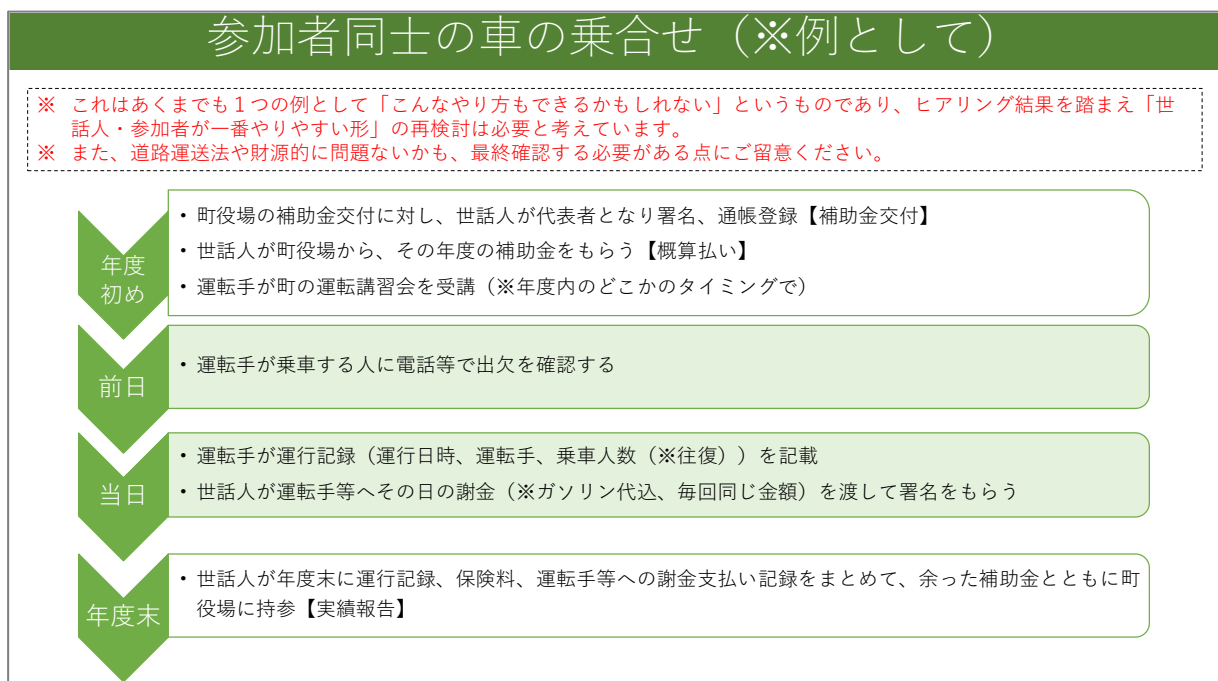 参加者同士の車の乗合せ（※例として）
※ これはあくまでも１つの例として「こんなやり方もできるかもしれない」というものであり、ヒアリング結果を踏まえ「世
話人・参加者が一番やりやすい形」の再検討は必要と考えています。
※ また、道路運送法や財源的に問題ないかも、最終確認する必要がある点にご留意ください。
年度
初め
・町役場の補助金交付に対し、世話人が代表者となり署名、通帳登録【補助金交付】
・世話人が町役場から、その年度の補助金をもらう【概算払い】
・運転手が町の運転講習会を受講（※年度内のどこかのタイミングで）
前日
・運転手が乗車する人に電話等で出欠を確認する
当日
・運転手が運行記録（運行日時、運転手、乗車人数（※往復））を記載
・世話人が運転手等へその日の謝金（※ガソリン代込、毎回同じ金額）を渡して署名をもらう
年度末
・世話人が年度末に運行記録、保険料、運転手等への謝金支払い記録をまとめて、余った補助金とともに町
役場に持参【実績報告】